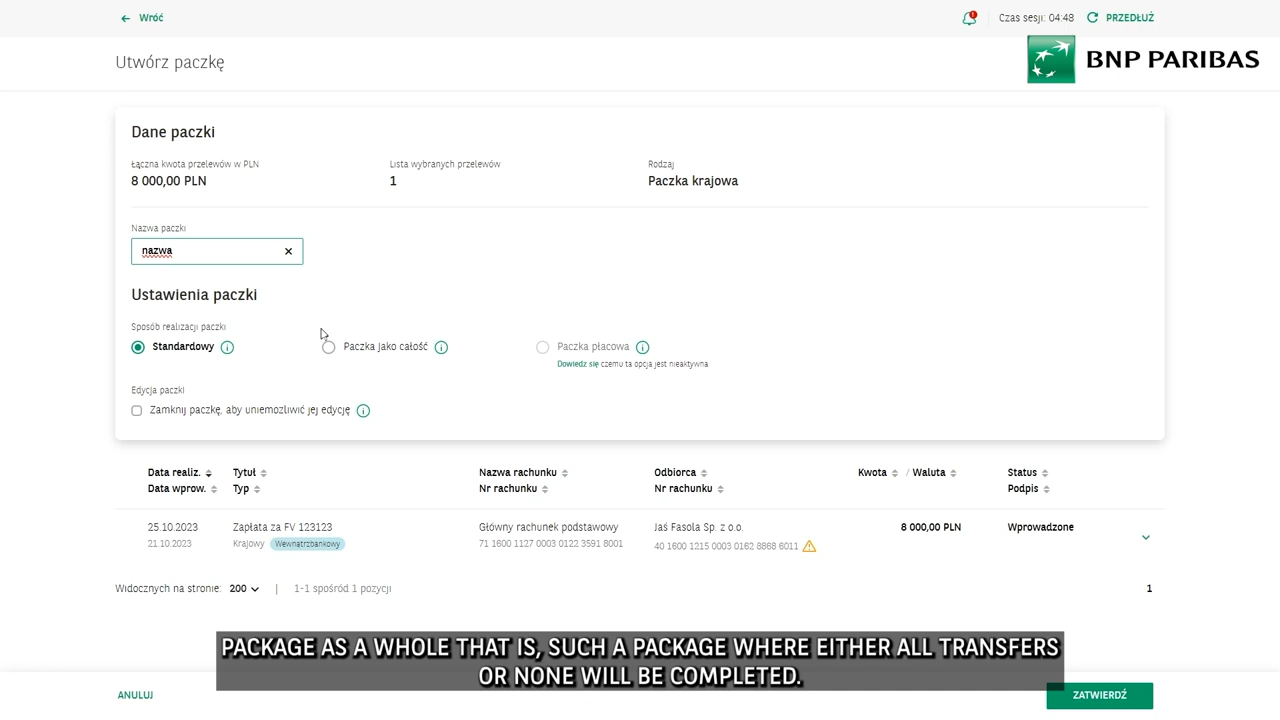 Wróć
! Czas sesji: 04:48 PRZEDŁUŻ
Utwórz paczkę
BNP PARIBAS
Dane paczki
Łączna kwota przelewów w PLN Lista wybranych przelewów Rodzaj
8 000,00 PLN 1 Paczka krajowa
Nazwa paczki
nazwa
Ustawienia paczki
Sposób realizacji paczki
Standardowy Paczka jako całość Paczka płacowa
Dowiedz się czemu ta opcja jest nieaktywna
Edycja paczki
Zamknij paczkę, aby uniemożliwić jej edycję
Data realiz. Tytuł Nazwa rachunku Odbiorca Kwota / Waluta Status
Data wprow. Typ Nr rachunku Nr rachunku Podpis
25.10.2023 Zapłata za FV 123123 Główny rachunek podstawowy Jaś Fasola Sp. z o.o. 8 000,00 PLN Wprowadzone
21.10.2023 Krajowy Wewnątrzbankowy 71 1600 1127 0003 0122 3591 8001 40 1600 1215 0003 0162 8868 6011
Widocznych na stronie: 200 | 1-1 spośród 1 pozycji 1
PACKAGE AS A WHOLE THAT IS, SUCH A PACKAGE WHERE EITHER ALL TRANSFERS
OR NONE WILL BE COMPLETED.
ANULUJ ZATWIERDŹ